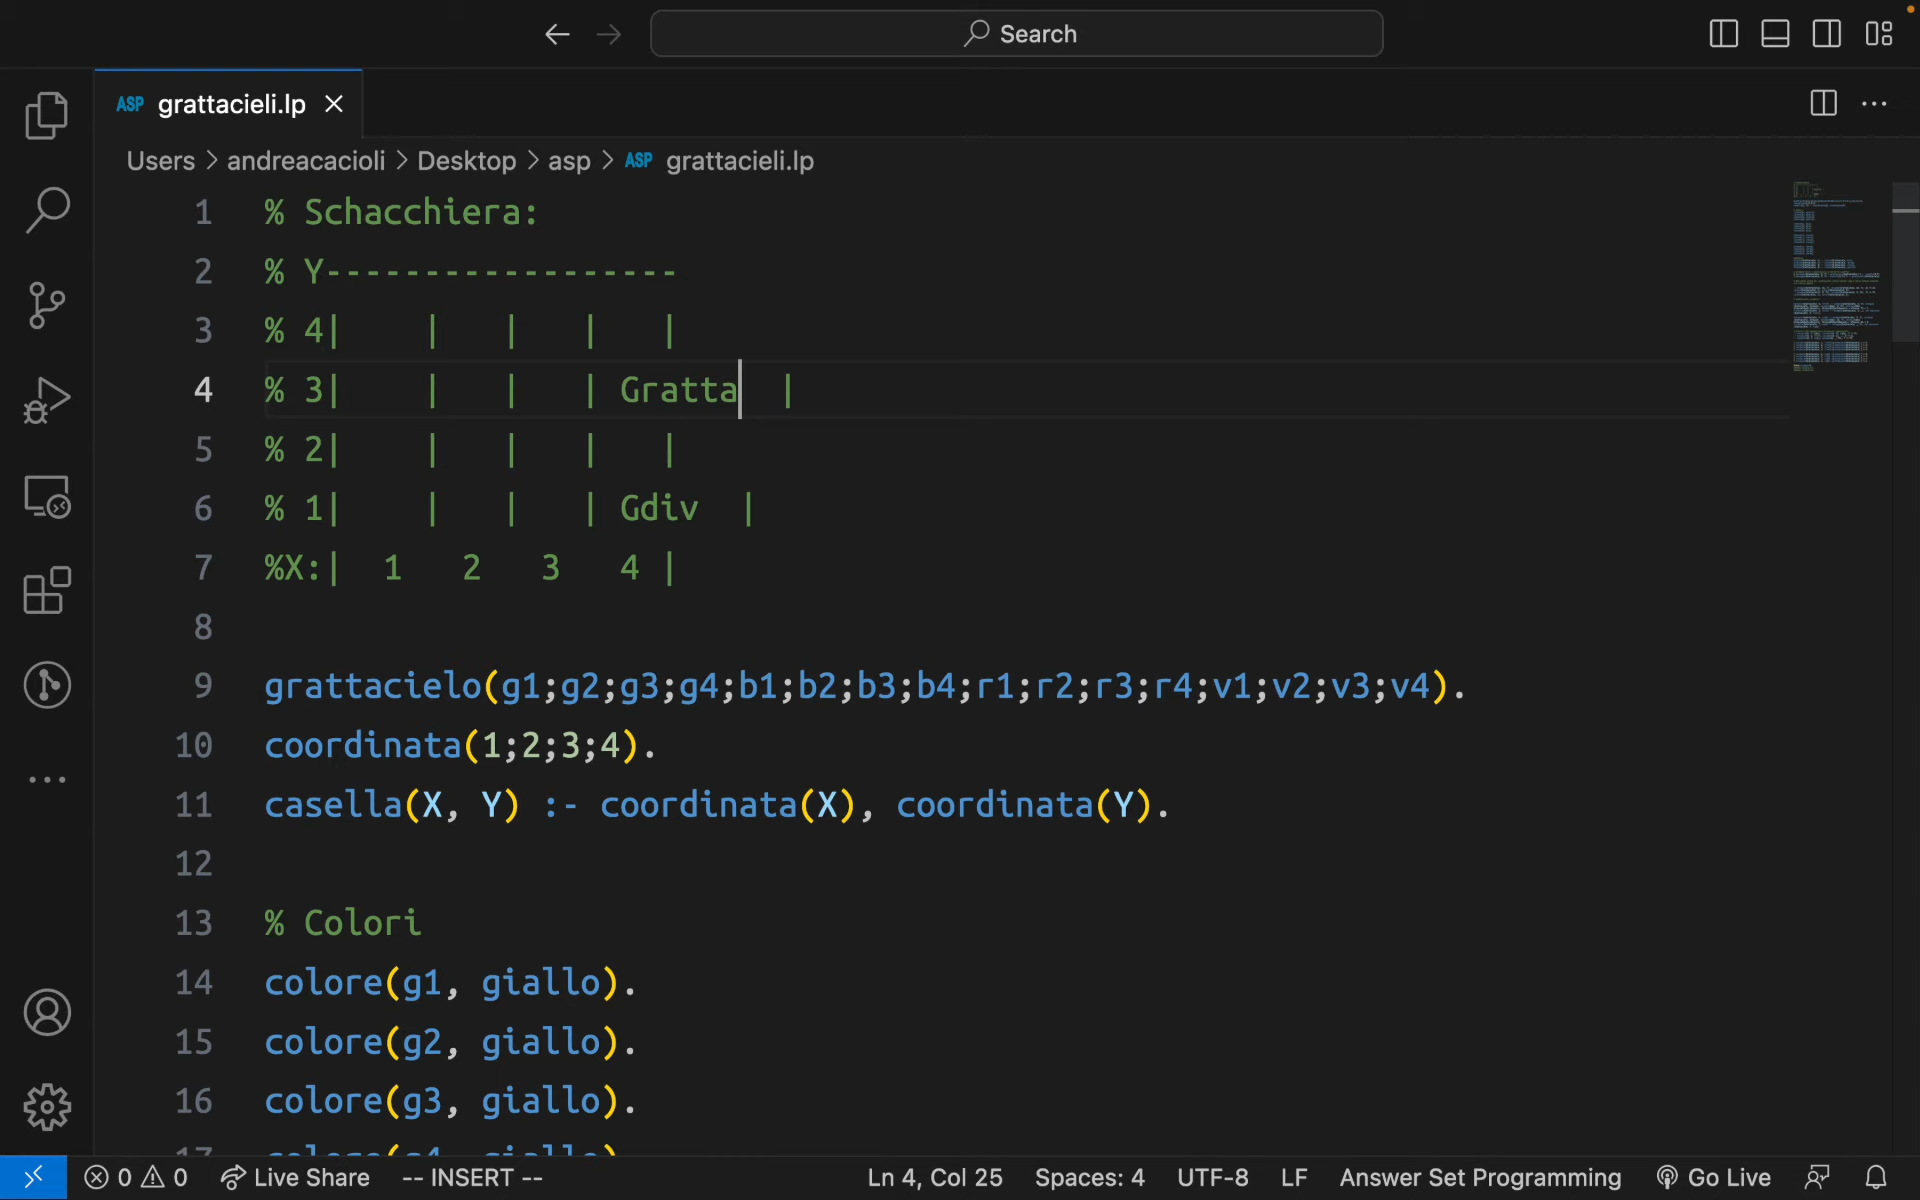 Search
ASP grattacieli.lp
Users > andreacacioli > Desktop > asp > ASP grattacieli.lp
1 % Schacchiera:
2 % Y------------------
3 % 4|    |   |   |   |
4 % 3|    |   |   | Gratta  |
5 % 2|    |   |   |   |
6 % 1|    |   |   | Gdiv  |
7 %X:|  1   2   3   4 |
8
9 grattacielo(g1;g2;g3;g4;b1;b2;b3;b4;r1;r2;r3;r4;v1;v2;v3;v4).
10 coordinata(1;2;3;4).
11 casella(X, Y) :- coordinata(X), coordinata(Y).
12
13 % Colori
14 colore(g1, giallo).
15 colore(g2, giallo).
16 colore(g3, giallo).
17 colore(g4, giallo)
0 0 Live Share -- INSERT -- Ln 4, Col 25 Spaces: 4 UTF-8 LF Answer Set Programming Go Live